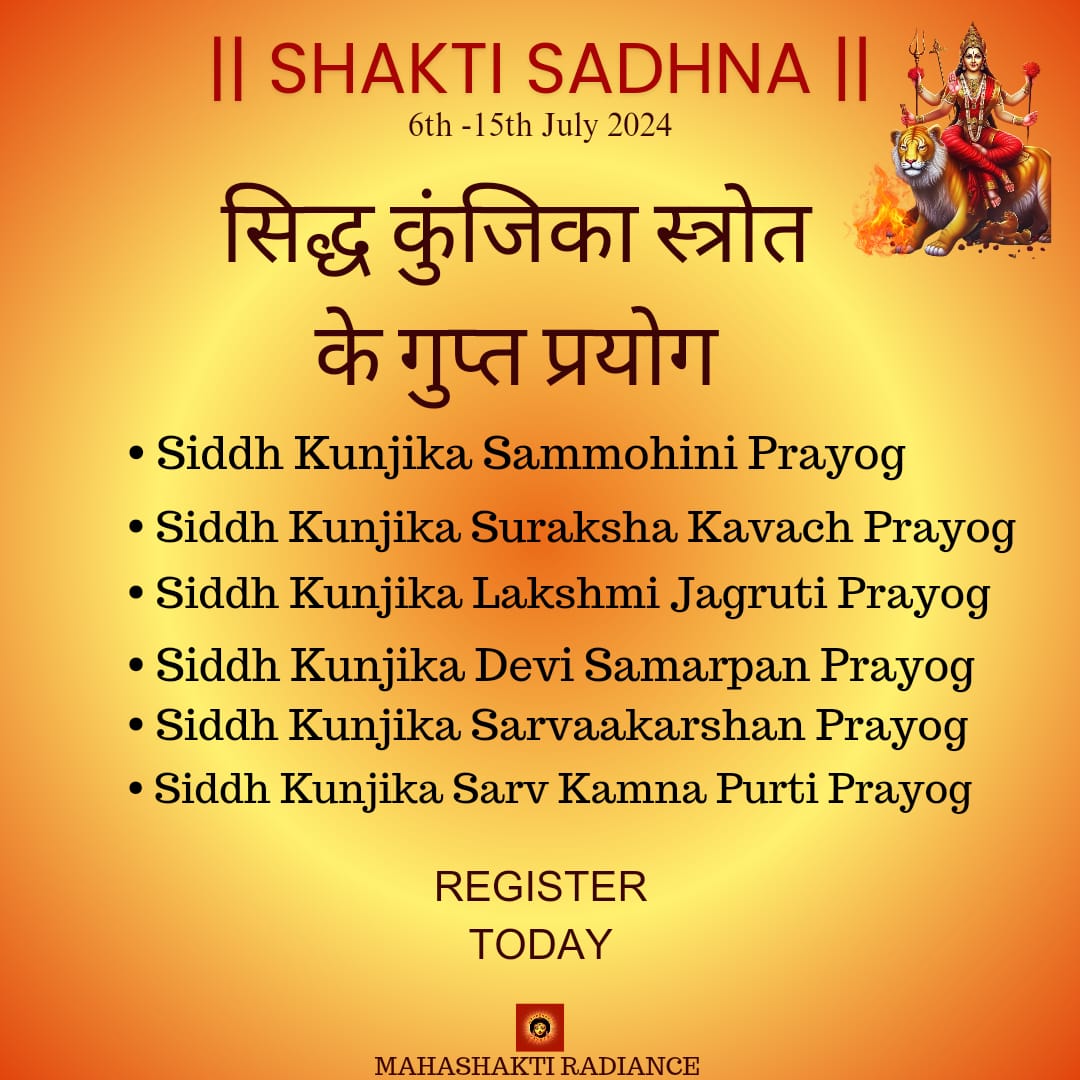 || SHAKTI SADHNA ||
6th -15th July 2024
सिद्ध कुंजिका स्त्रोत
के गुप्त प्रयोग
• Siddh Kunjika Sammohini Prayog
• Siddh Kunjika Suraksha Kavach Prayog
• Siddh Kunjika Lakshmi Jagruti Prayog
• Siddh Kunjika Devi Samarpan Prayog
• Siddh Kunjika Sarvaakarshan Prayog
• Siddh Kunjika Sarv Kamna Purti Prayog
REGISTER
TODAY
MAHASHAKTI RADIANCE